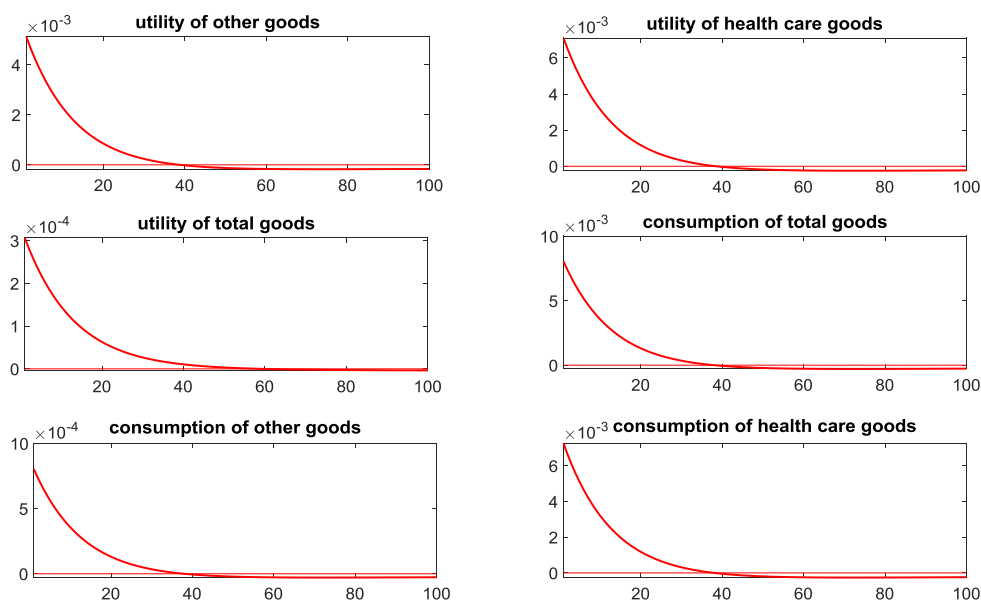 utility of other goods
×10-3
4
2
0
20 40 60 80 100
utility of health care goods
×10-3
6
4
2
0
20 40 60 80 100
utility of total goods
×10-4
3
2
1
0
20 40 60 80 100
consumption of total goods
×10-3
10
5
0
20 40 60 80 100
consumption of other goods
×10-4
10
5
0
20 40 60 80 100
×10-3 consumption of health care goods
6
4
2
0
20 40 60 80 100